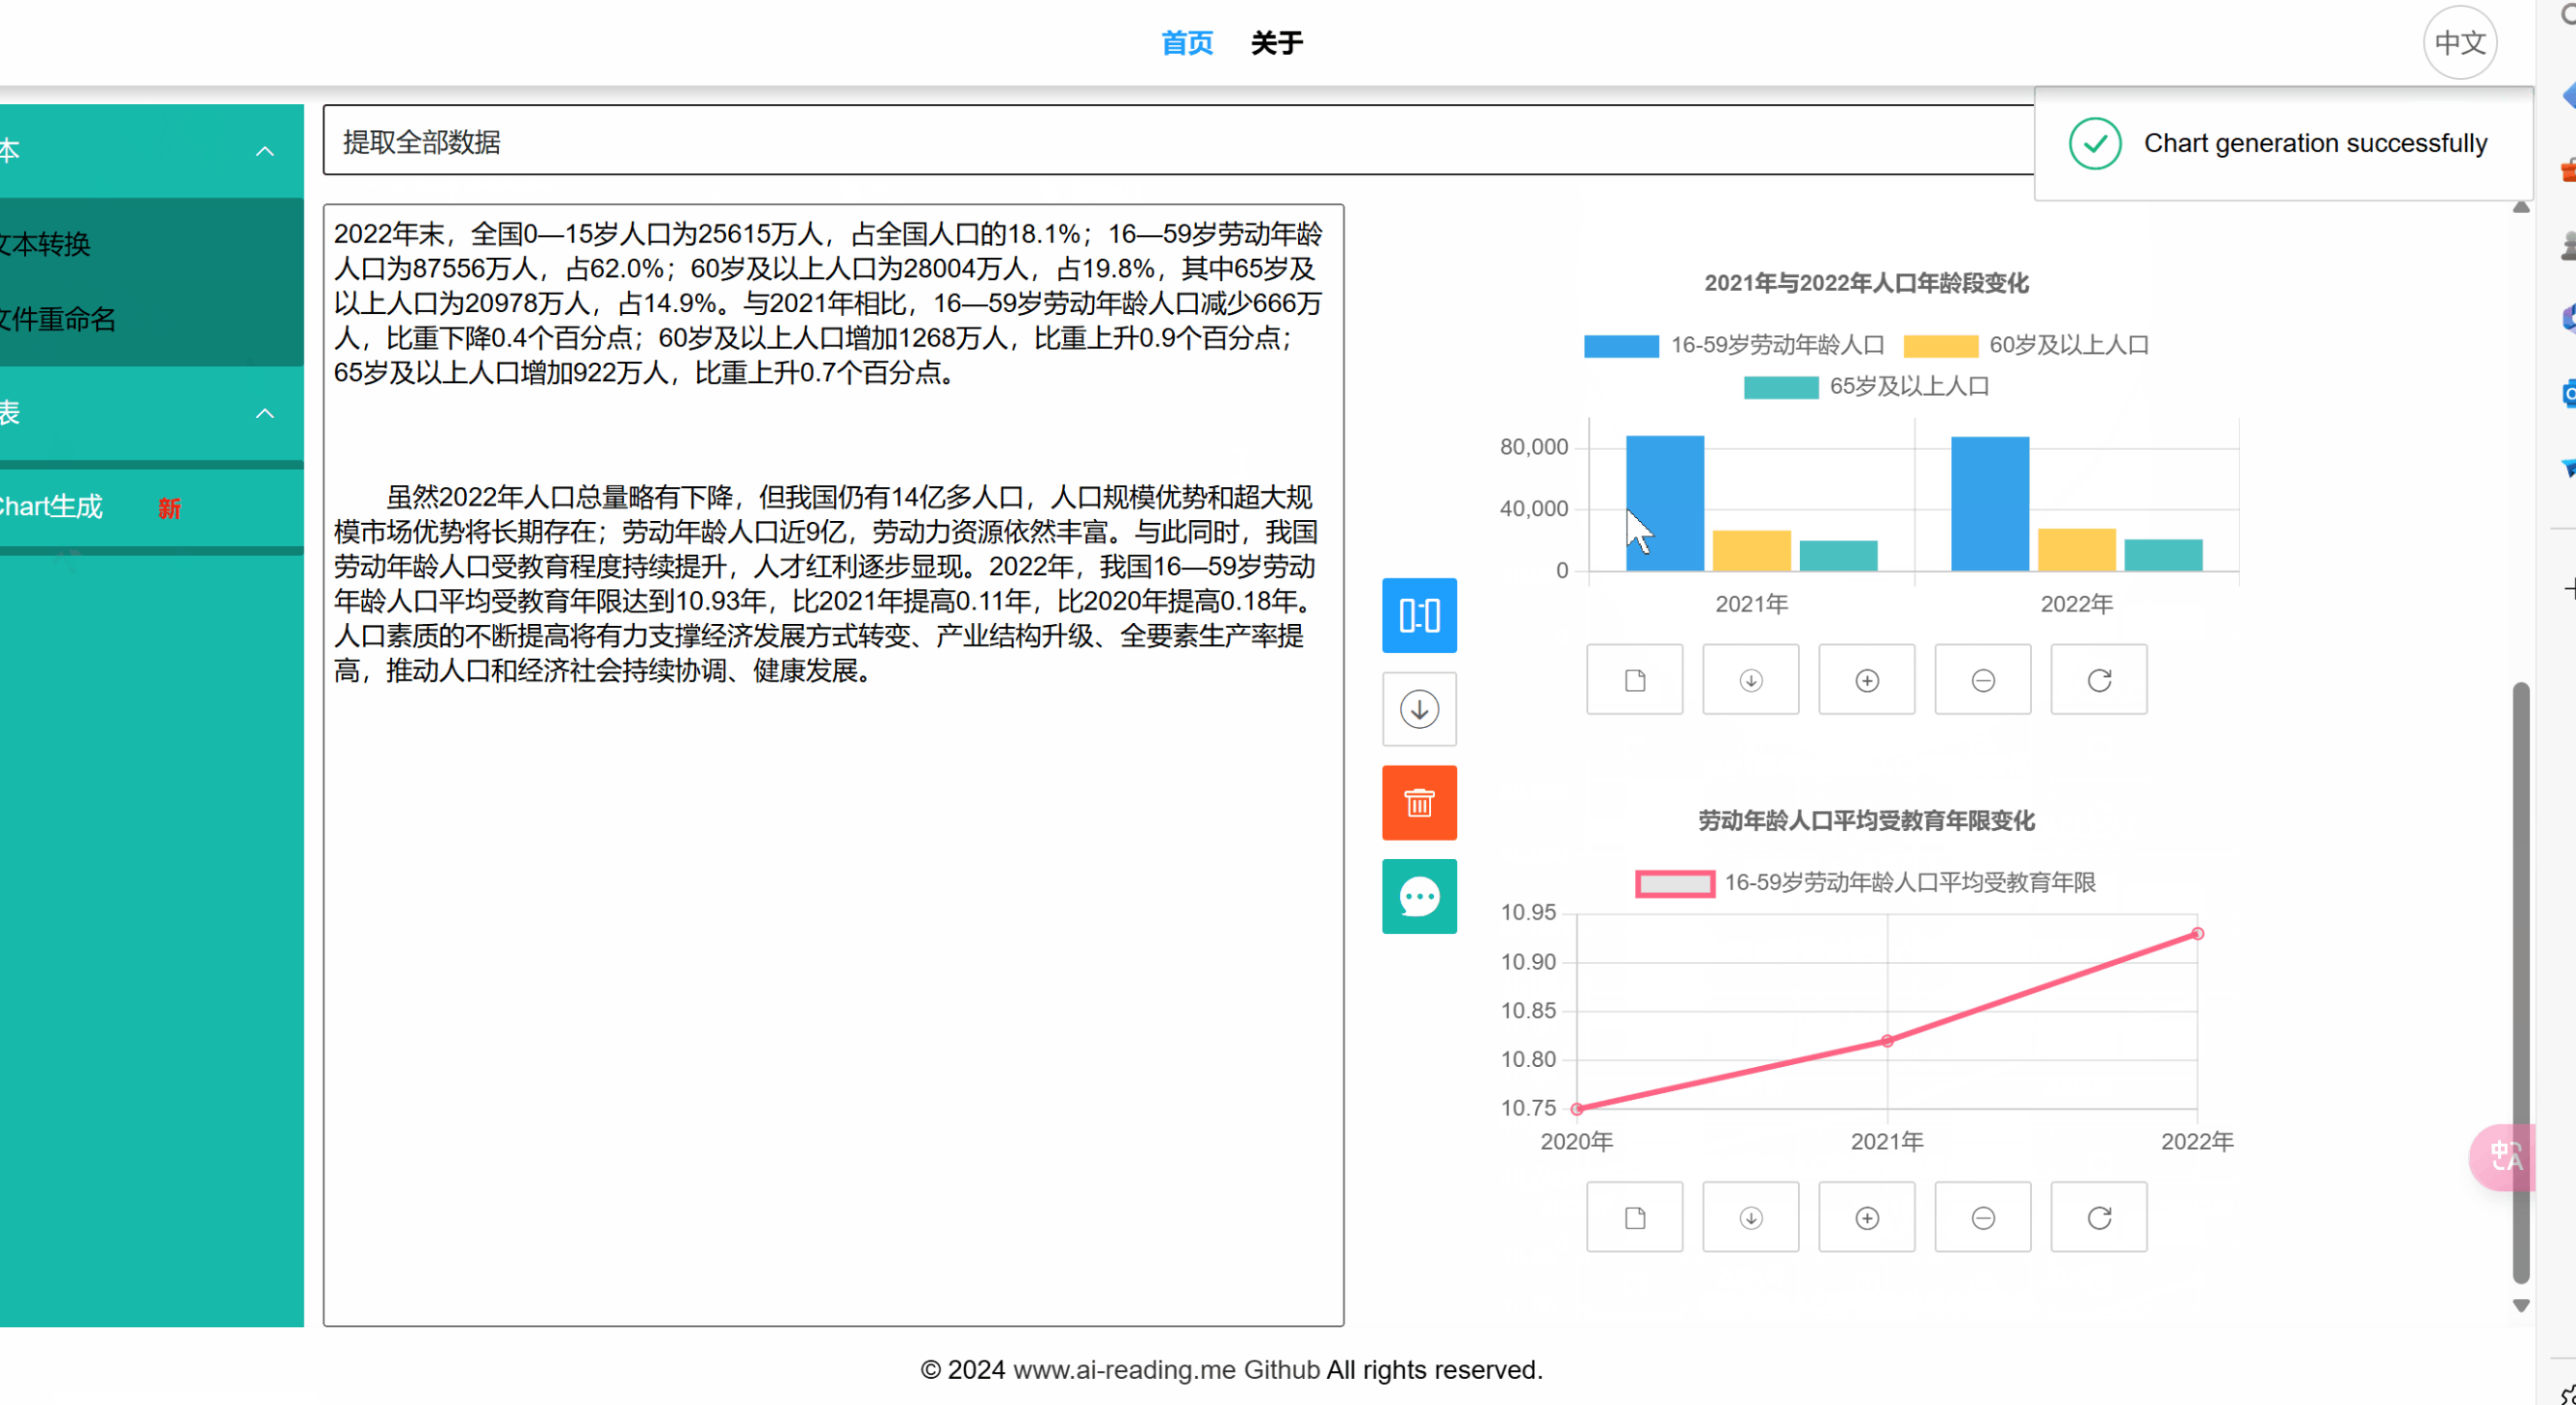 首页 关于
中文
Chart generation successfully
本
文本转换
文件重命名
表
Chart生成 新
提取全部数据
2022年末，全国0—15岁人口为25615万人，占全国人口的18.1%；16—59岁劳动年龄
人口为87556万人，占62.0%；60岁及以上人口为28004万人，占19.8%，其中65岁及
以上人口为20978万人，占14.9%。与2021年相比，16—59岁劳动年龄人口减少666万
人，比重下降0.4个百分点；60岁及以上人口增加1268万人，比重上升0.9个百分点；
65岁及以上人口增加922万人，比重上升0.7个百分点。
虽然2022年人口总量略有下降，但我国仍有14亿多人口，人口规模优势和超大规
模市场优势将长期存在；劳动年龄人口近9亿，劳动力资源依然丰富。与此同时，我国
劳动年龄人口受教育程度持续提升，人才红利逐步显现。2022年，我国16—59岁劳动
年龄人口平均受教育年限达到10.93年，比2021年提高0.11年，比2020年提高0.18年。
人口素质的不断提高将有力支撑经济发展方式转变、产业结构升级、全要素生产率提
高，推动人口和经济社会持续协调、健康发展。
2021年与2022年人口年龄段变化
16-59岁劳动年龄人口 60岁及以上人口
65岁及以上人口
80,000
40,000
0
2021年 2022年
劳动年龄人口平均受教育年限变化
16-59岁劳动年龄人口平均受教育年限
10.95
10.90
10.85
10.80
10.75
2020年 2021年 2022年
© 2024 www.ai-reading.me Github All rights reserved.